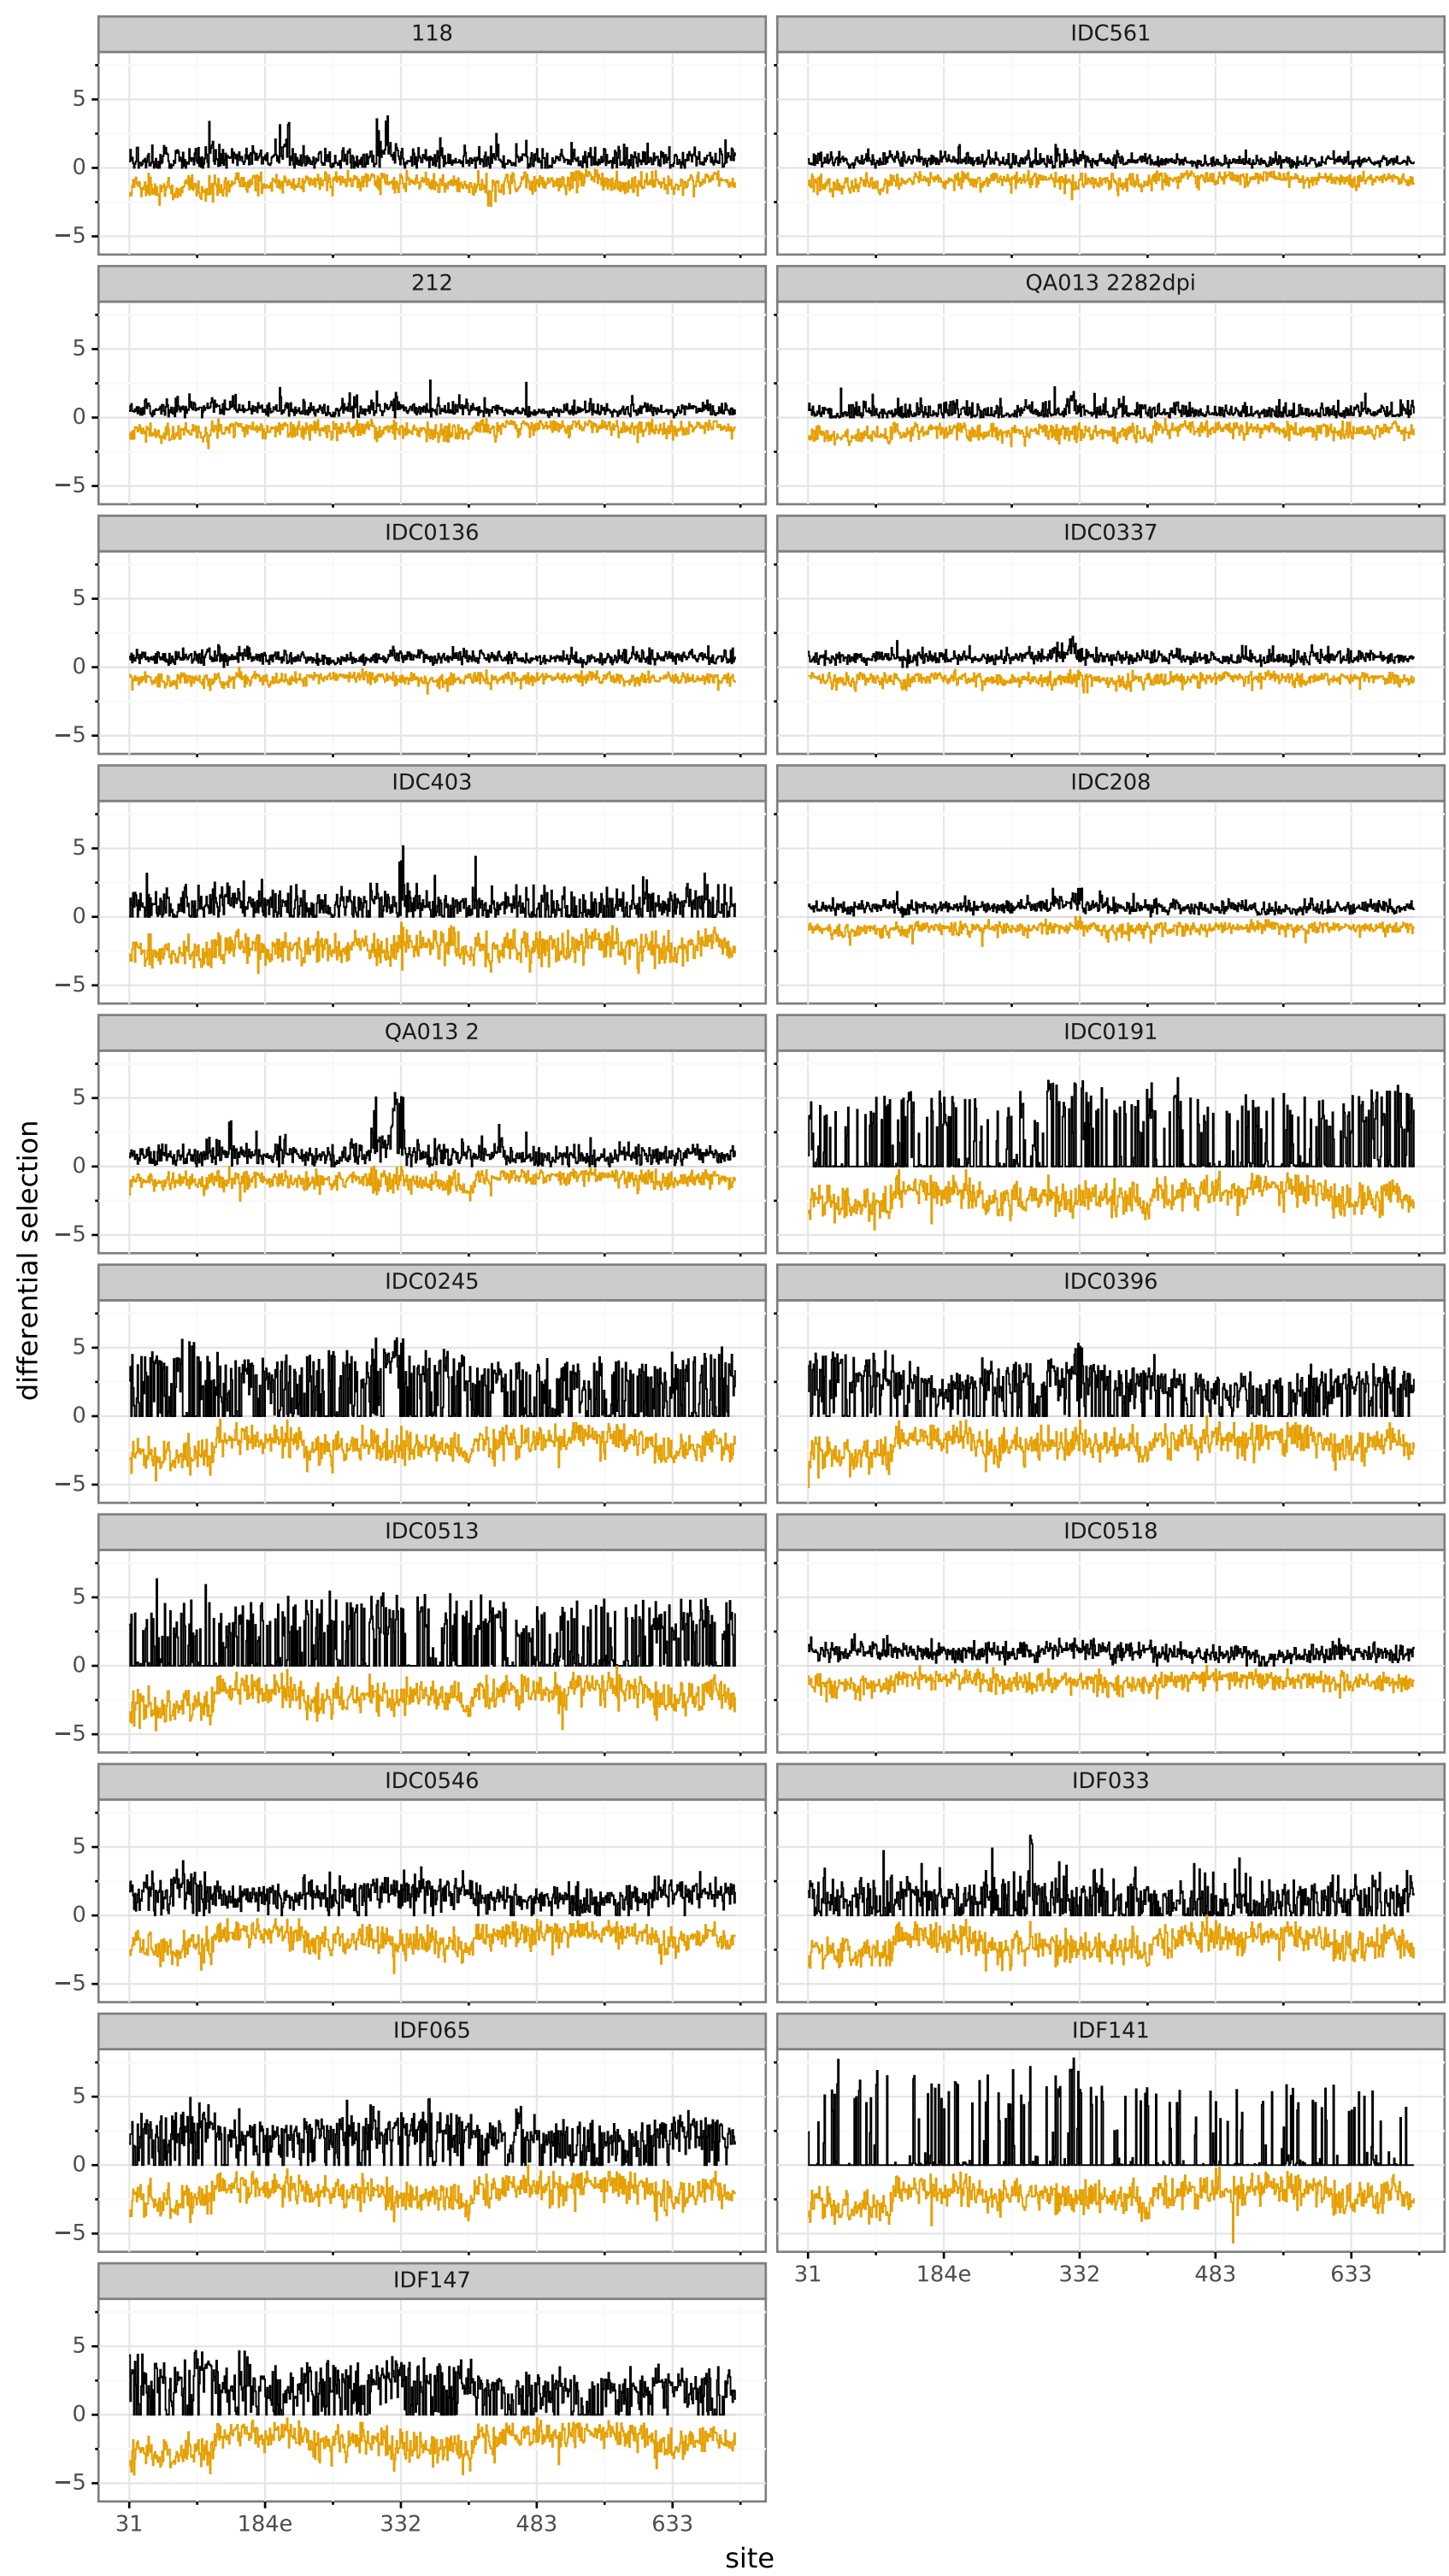 118
IDC561
5
0
−5
212
QA013 2282dpi
5
0
−5
IDC0136
IDC0337
5
0
−5
IDC403
IDC208
5
0
−5
QA013 2
IDC0191
5
0
−5
differential selection
IDC0245
IDC0396
5
0
−5
IDC0513
IDC0518
5
0
−5
IDC0546
IDF033
5
0
−5
IDF065
IDF141
5
0
−5
31 184e 332 483 633
IDF147
5
0
−5
31 184e 332 483 633
site